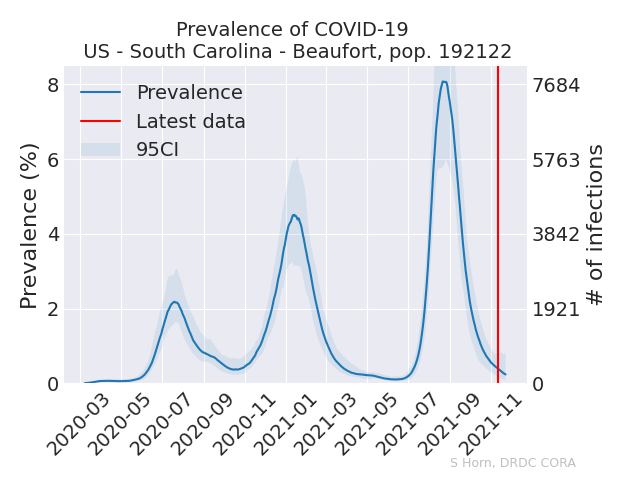 Prevalence of COVID-19
US - South Carolina - Beaufort, pop. 192122
Prevalence (%)
8
6
4
2
0
Prevalence
Latest data
95CI
7684
5763
3842
1921
0
# of infections
2020-03
2020-05
2020-07
2020-09
2020-11
2021-01
2021-03
2021-05
2021-07
2021-09
2021-11
S Horn, DRDC CORA